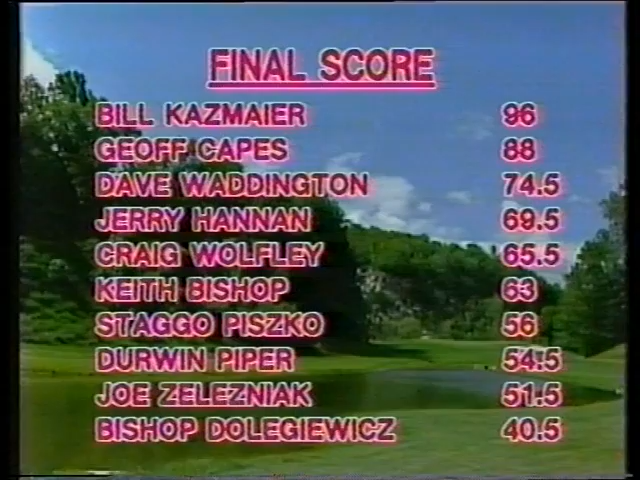 FINAL SCORE
BILL KAZMAIER 96
GEOFF CAPES 88
DAVE WADDINGTON 74.5
JERRY HANNAN 69.5
CRAIG WOLFLEY 65.5
KEITH BISHOP 63
STAGGO PISZKO 56
DURWIN PIPER 54.5
JOE ZELEZNIAK 51.5
BISHOP DOLEGIEWICZ 40.5